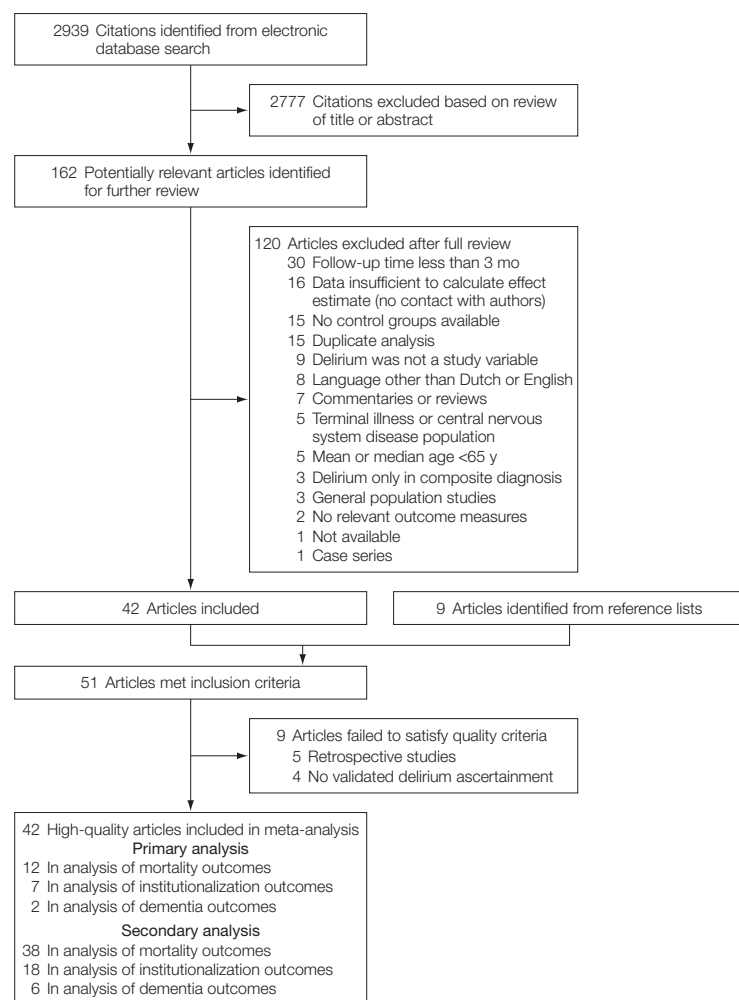 2939 Citations identified from electronic
database search
2777 Citations excluded based on review
of title or abstract
162 Potentially relevant articles identified
for further review
120 Articles excluded after full review
30 Follow-up time less than 3 mo
16 Data insufficient to calculate effect
estimate (no contact with authors)
15 No control groups available
15 Duplicate analysis
9 Delirium was not a study variable
8 Language other than Dutch or English
7 Commentaries or reviews
5 Terminal illness or central nervous
system disease population
5 Mean or median age <65 y
3 Delirium only in composite diagnosis
3 General population studies
2 No relevant outcome measures
1 Not available
1 Case series
42 Articles included
9 Articles identified from reference lists
51 Articles met inclusion criteria
9 Articles failed to satisfy quality criteria
5 Retrospective studies
4 No validated delirium ascertainment
42 High-quality articles included in meta-analysis
Primary analysis
12 In analysis of mortality outcomes
7 In analysis of institutionalization outcomes
2 In analysis of dementia outcomes
Secondary analysis
38 In analysis of mortality outcomes
18 In analysis of institutionalization outcomes
6 In analysis of dementia outcomes